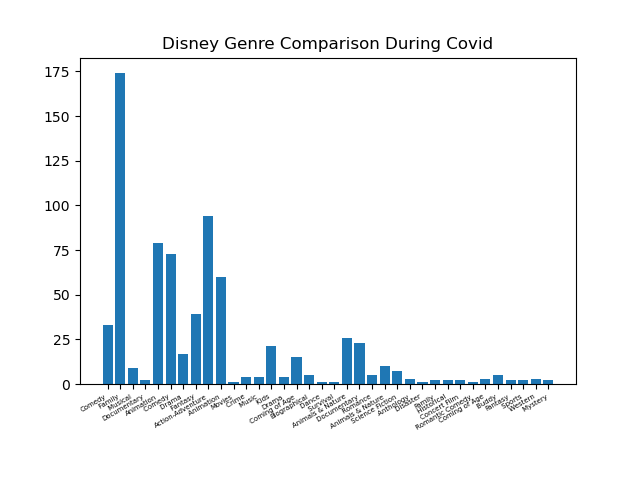 Disney Genre Comparison During Covid
175
150
125
100
75
50
25
0
Comedy
Family
Musical
Documentary
Animation
Comedy
Drama
Fantasy
Action-Adventure
Animation
Movies
Crime
Music
Kids
Drama
Coming of Age
Biographical
Dance
Survival
Animals & Nature
Documentary
Romance
Animals & Nature
Science Fiction
Anthology
Disaster
Family
Historical
Concert Film
Romantic Comedy
Coming of Age
Buddy
Fantasy
Sports
Western
Mystery